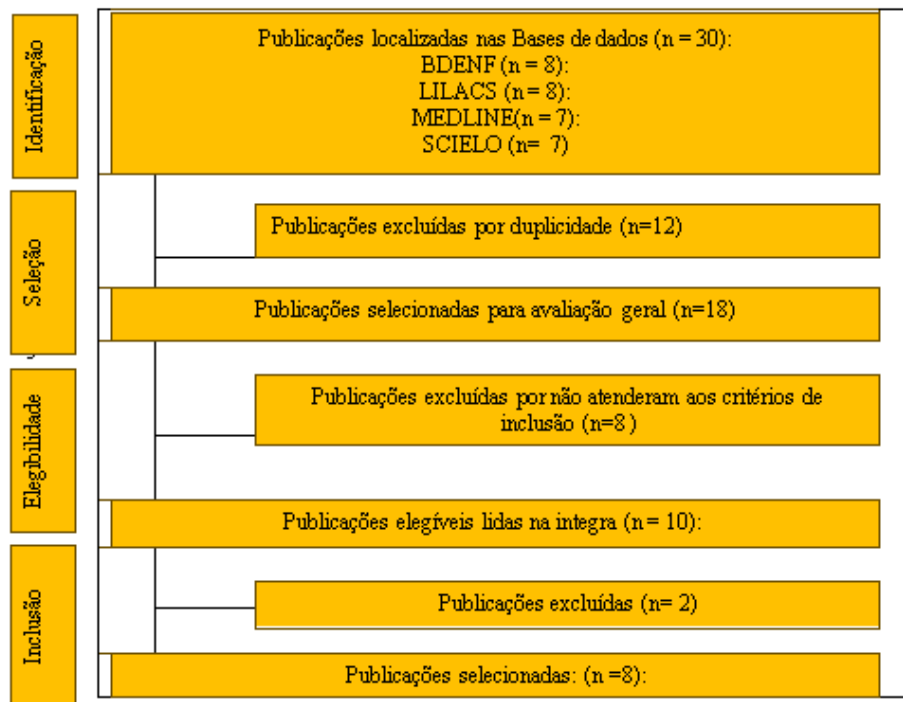 Identificação
Publicações localizadas nas Bases de dados (n = 30):
BDENF (n = 8):
LILACS (n = 8):
MEDLINE(n = 7):
SCIELO (n= 7)
Seleção
Publicações excluídas por duplicidade (n=12)
Publicações selecionadas para avaliação geral (n=18)
Elegibilidade
Publicações excluídas por não atenderam aos critérios de
inclusão (n=8 )
Publicações elegíveis lidas na integra (n = 10):
Inclusão
Publicações excluídas (n= 2)
Publicações selecionadas: (n =8):